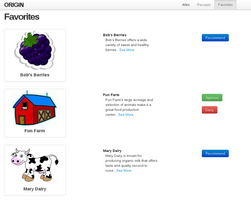 ORIGIN
Alex
Persues
Favorites
Favorites
Bob's Berries
Bob's Berries offers a wide
variety of sweet and healthy
berries. See More
Recommend
Bob's Berries
Fun Farm
Fun Farm's large acreage and
selection of animals make it a
great food production
center. See More
Approve
Deny
Fun Farm
Mary Dairy
Mary Dairy is known for
producing organic milk that offers
taste and quality second to
none. See More
Recommend
Mary Dairy